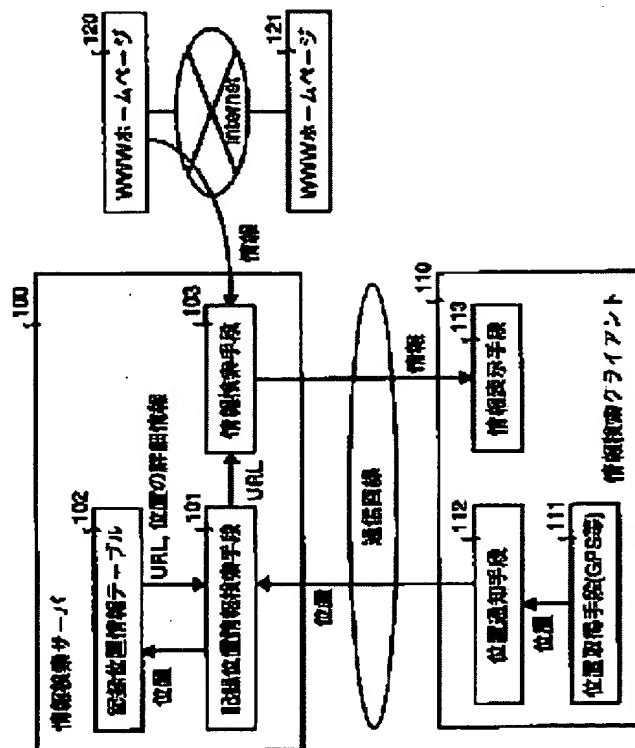 情報検索サーバ
100
102
記録位置情報テーブル
位置
URL, 位置の詳細情報
101
記録位置情報検索手段
URL
103
情報検索手段
情報
120
WWWホームページ
Internet
121
WWWホームページ
位置
通信回線
情報
110
112
位置通知手段
位置
111
位置取得手段(GPS等)
113
情報表示手段
情報検索クライアント